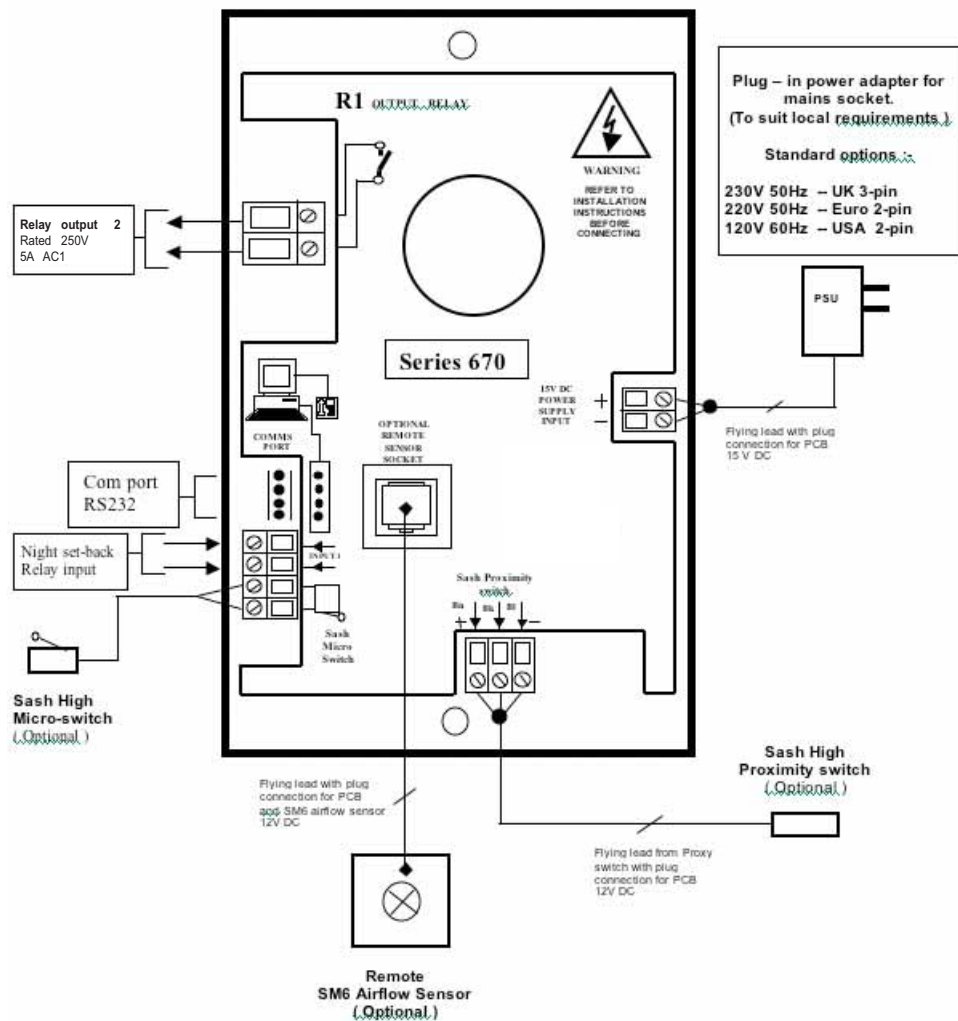 R1 OUTPUT RELAY
WARNING
REFER TO
INSTALLATION
INSTRUCTIONS
BEFORE
CONNECTING
Plug – in power adapter for
mains socket.
(To suit local requirements )
Standard options :-
230V 50Hz – UK 3-pin
220V 50Hz – Euro 2-pin
120V 60Hz – USA 2-pin
PSU
Relay output 2
Rated 250V
5A AC1
Series 670
15V DC
POWER
SUPPLY
INPUT
+
−
Flying lead with plug
connection for PCB
15 V DC
COMMS
PORT
OPTIONAL
REMOTE
SENSOR
SOCKET
Com port
RS232
Night set-back
Relay input
INPUT 1
Sash
Micro
Switch
Sash Proximity
switch
+ Bn Bk Bl −
Sash High
Micro-switch
( Optional )
Sash High
Proximity switch
( Optional )
Flying lead with plug
connection for PCB
and SM6 airflow sensor
12V DC
Flying lead from Proxy
switch with plug
connection for PCB
12V DC
Remote
SM6 Airflow Sensor
( Optional )